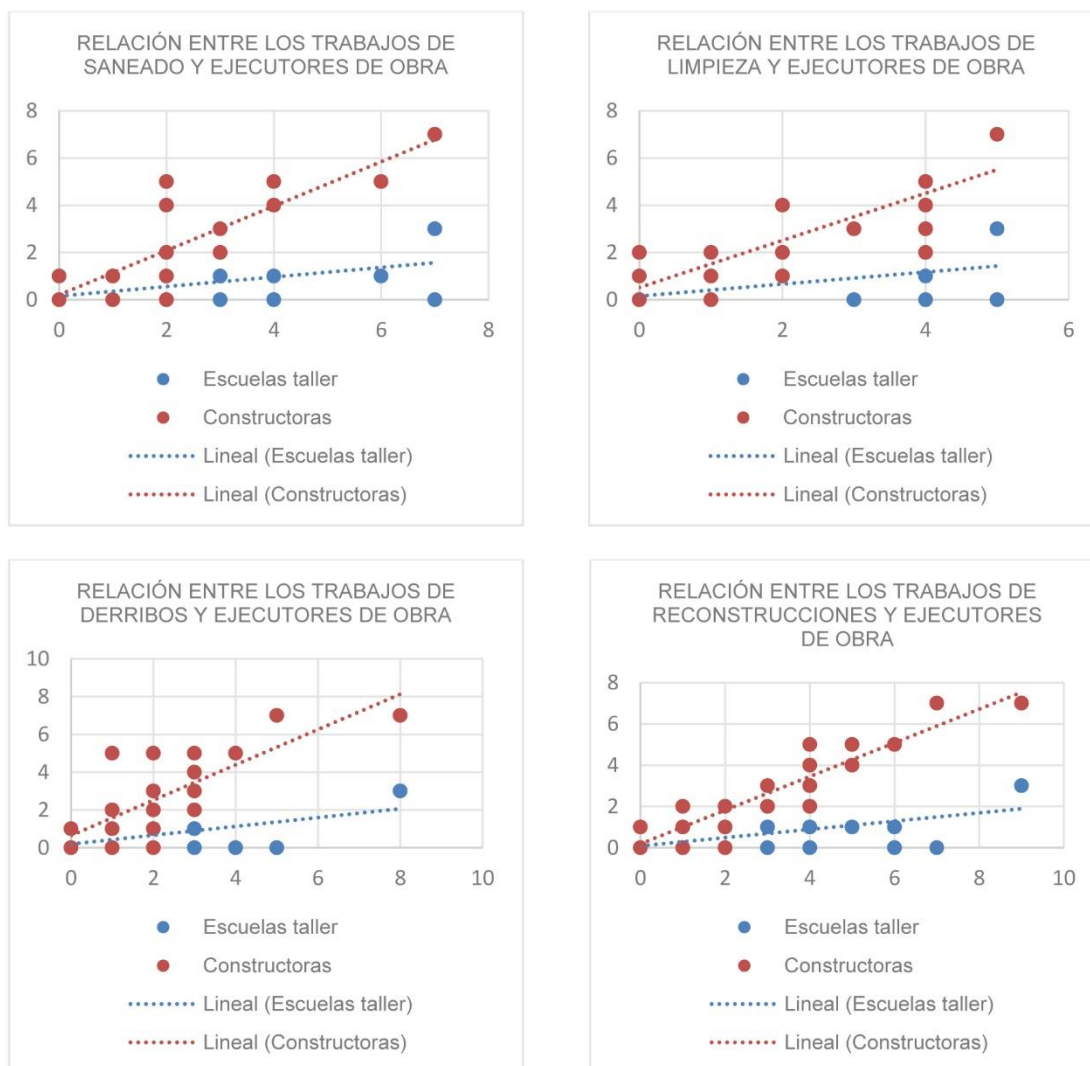 RELACIÓN ENTRE LOS TRABAJOS DE
SANEADO Y EJECUTORES DE OBRA
8
6
4
2
0
0 2 4 6 8
Escuelas taller
Constructoras
Lineal (Escuelas taller)
Lineal (Constructoras)
RELACIÓN ENTRE LOS TRABAJOS DE
LIMPIEZA Y EJECUTORES DE OBRA
8
6
4
2
0
0 2 4 6
Escuelas taller
Constructoras
Lineal (Escuelas taller)
Lineal (Constructoras)
RELACIÓN ENTRE LOS TRABAJOS DE
DERRIBOS Y EJECUTORES DE OBRA
10
8
6
4
2
0
0 2 4 6 8 10
Escuelas taller
Constructoras
Lineal (Escuelas taller)
Lineal (Constructoras)
RELACIÓN ENTRE LOS TRABAJOS DE
RECONSTRUCCIONES Y EJECUTORES
DE OBRA
8
6
4
2
0
0 2 4 6 8 10
Escuelas taller
Constructoras
Lineal (Escuelas taller)
Lineal (Constructoras)